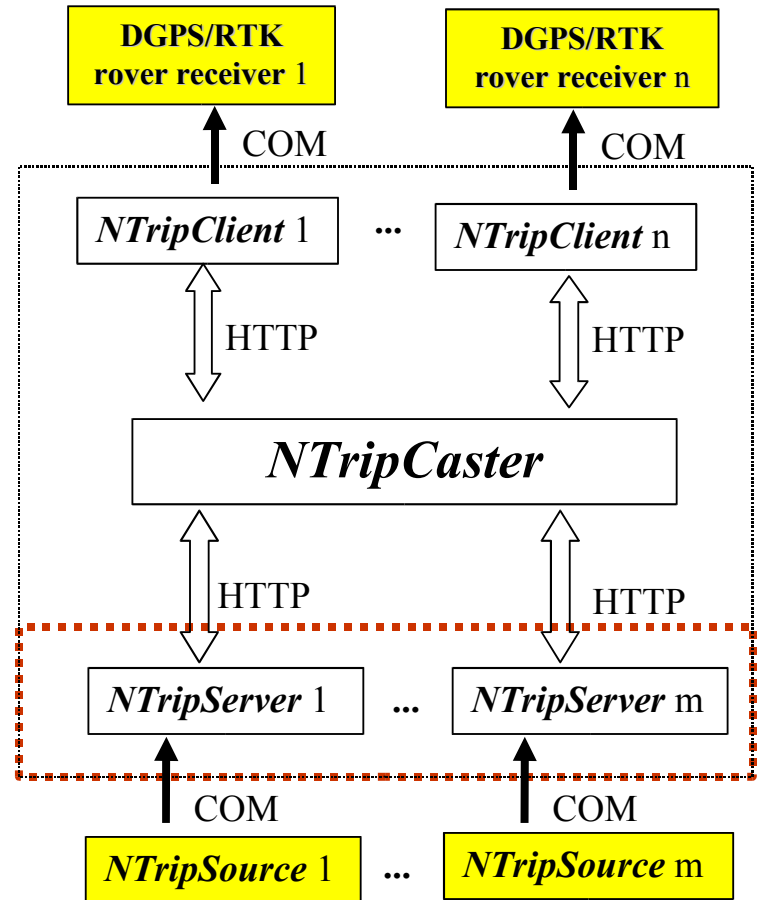 DGPS/RTK
rover receiver 1
DGPS/RTK
rover receiver n
COM
COM
NTripClient 1
...
NTripClient n
HTTP
HTTP
NTripCaster
HTTP
HTTP
NTripServer 1
...
NTripServer m
COM
COM
NTripSource 1
...
NTripSource m